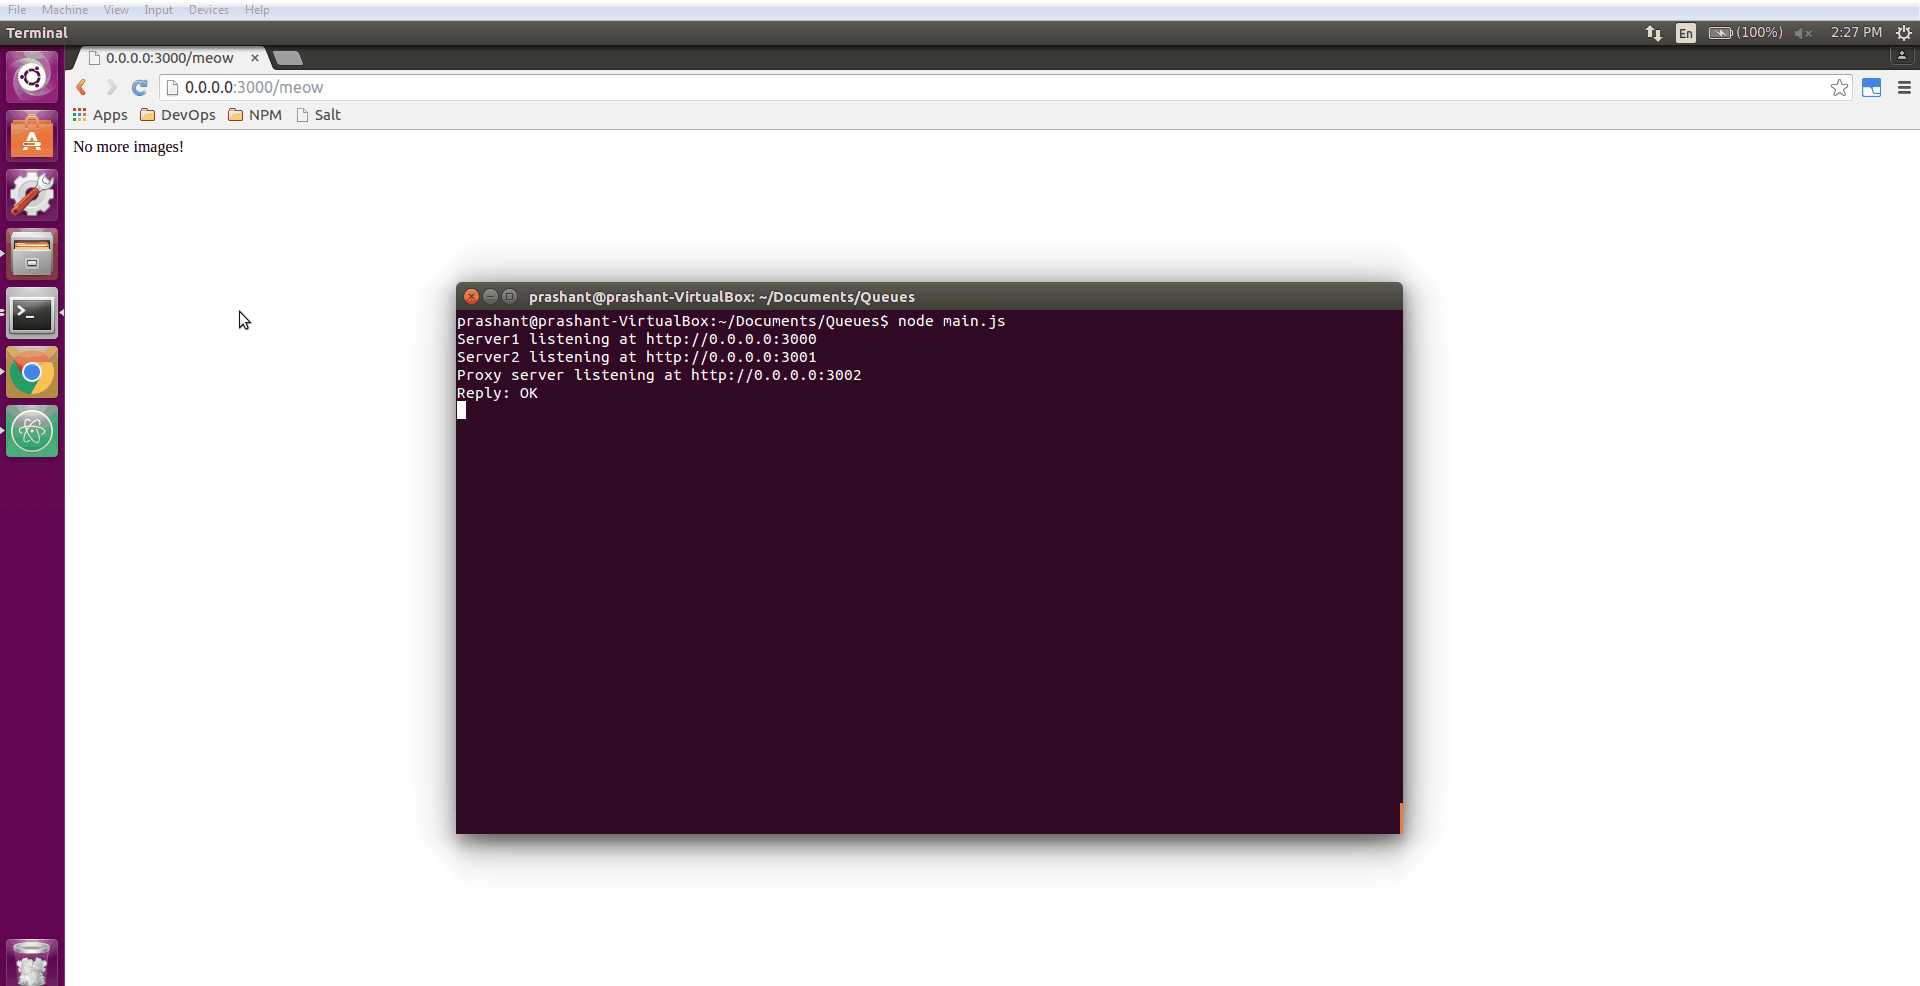 File Machine View Input Devices Help
Terminal
En (100%) 2:27 PM
0.0.0.0:3000/meow
0.0.0.0:3000/meow
Apps DevOps NPM Salt
No more images!
prashant@prashant-VirtualBox: ~/Documents/Queues
prashant@prashant-VirtualBox:~/Documents/Queues$ node main.js
Server1 listening at http://0.0.0.0:3000
Server2 listening at http://0.0.0.0:3001
Proxy server listening at http://0.0.0.0:3002
Reply: OK